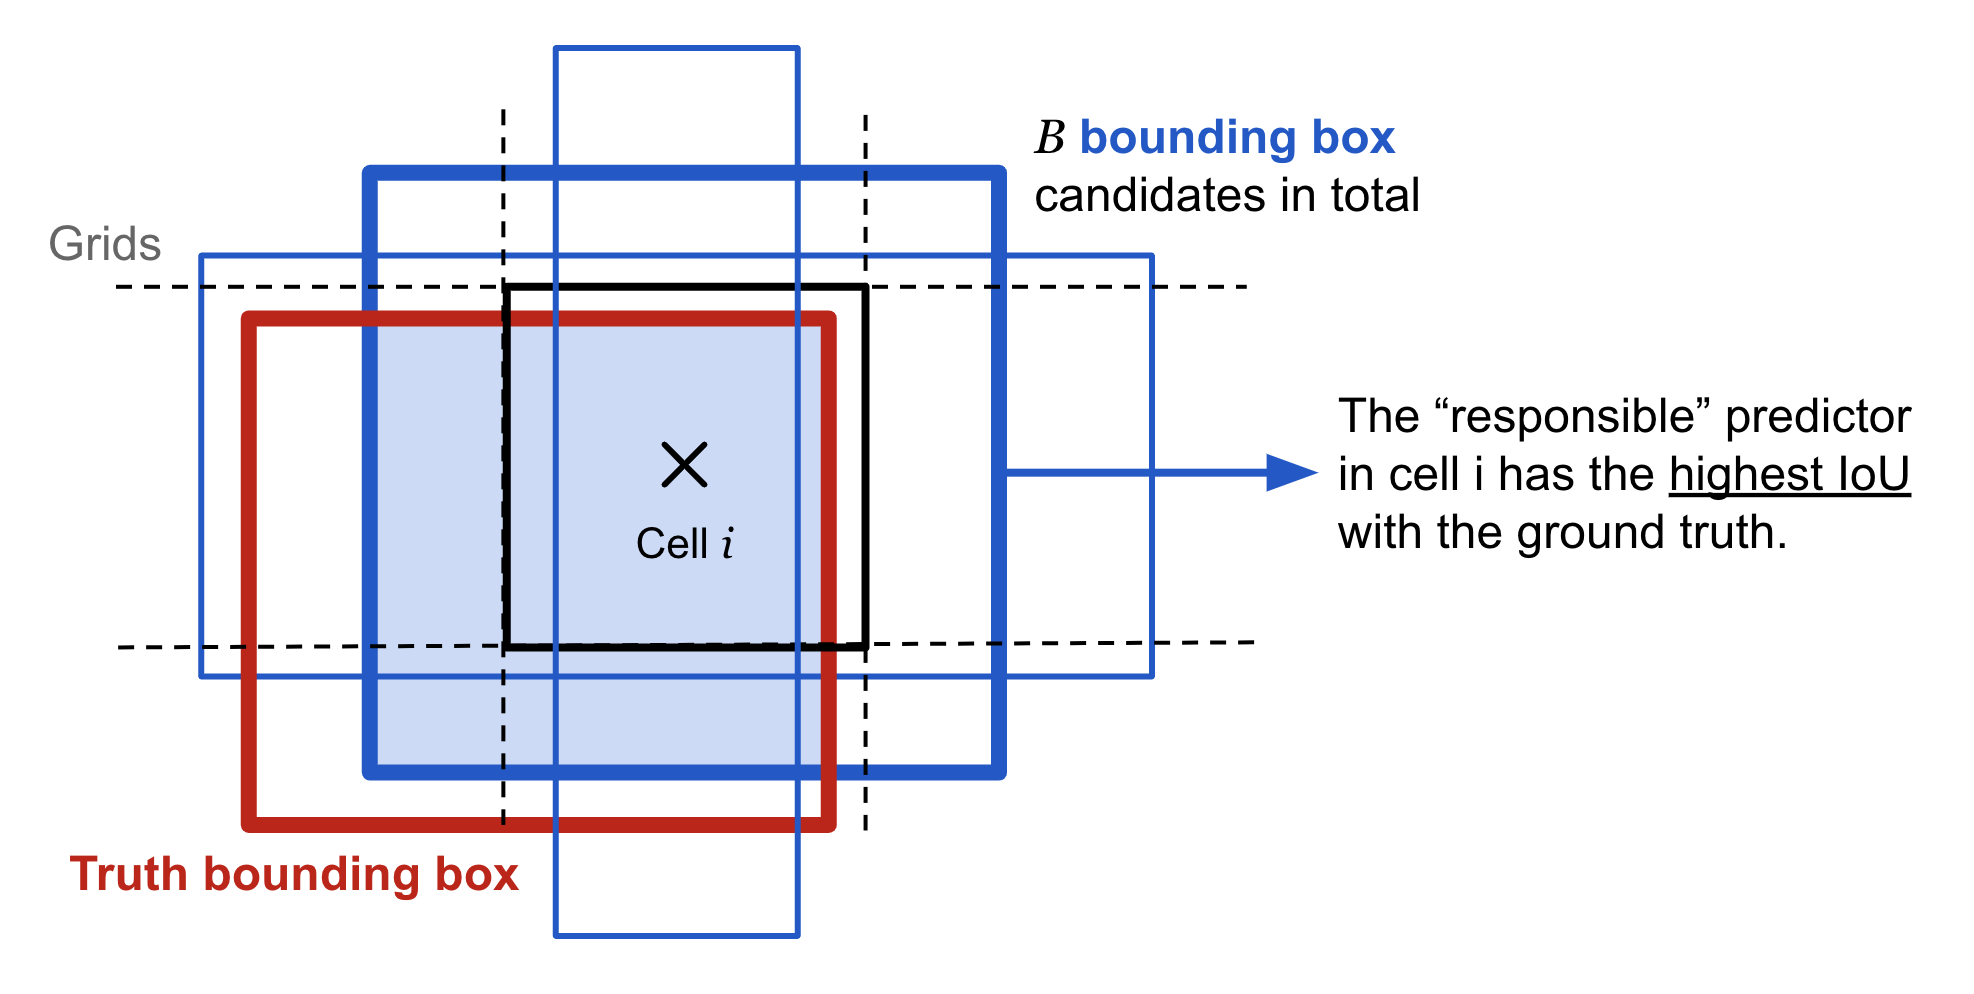 B bounding box
candidates in total
Grids
The “responsible” predictor
in cell i has the highest IoU
with the ground truth.
Cell i
Truth bounding box